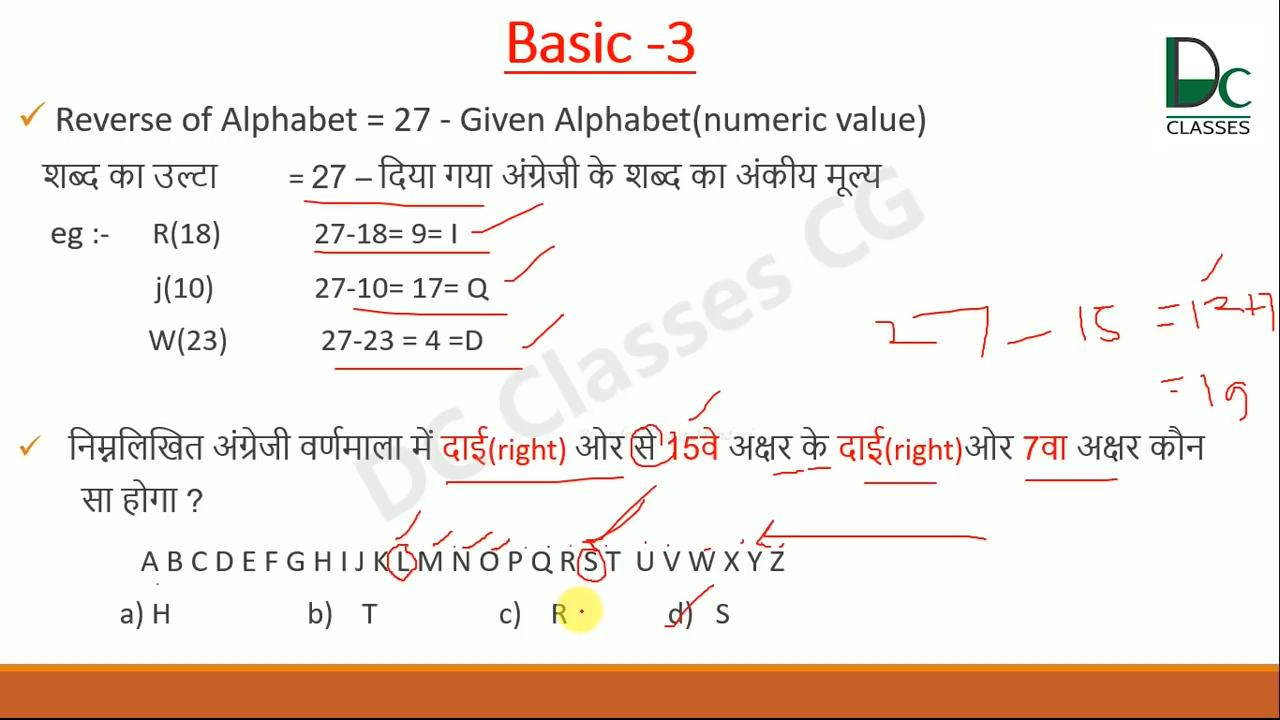 Basic -3
DC
CLASSES
Reverse of Alphabet = 27 - Given Alphabet(numeric value)
शब्द का उल्टा = 27 – दिया गया अंग्रेजी के शब्द का अंकीय मूल्य
eg :- R(18) 27-18= 9= I
j(10) 27-10= 17= Q
W(23) 27-23 = 4 =D
27 - 15 = 12+7
= 19
DC Classes CG
निम्नलिखित अंग्रेजी वर्णमाला में दाई(right) ओर से 15वे अक्षर के दाई(right)ओर 7वा अक्षर कौन
सा होगा ?
A B C D E F G H I J K L M N O P Q R S T U V W X Y Z
a) H b) T c) R d) S